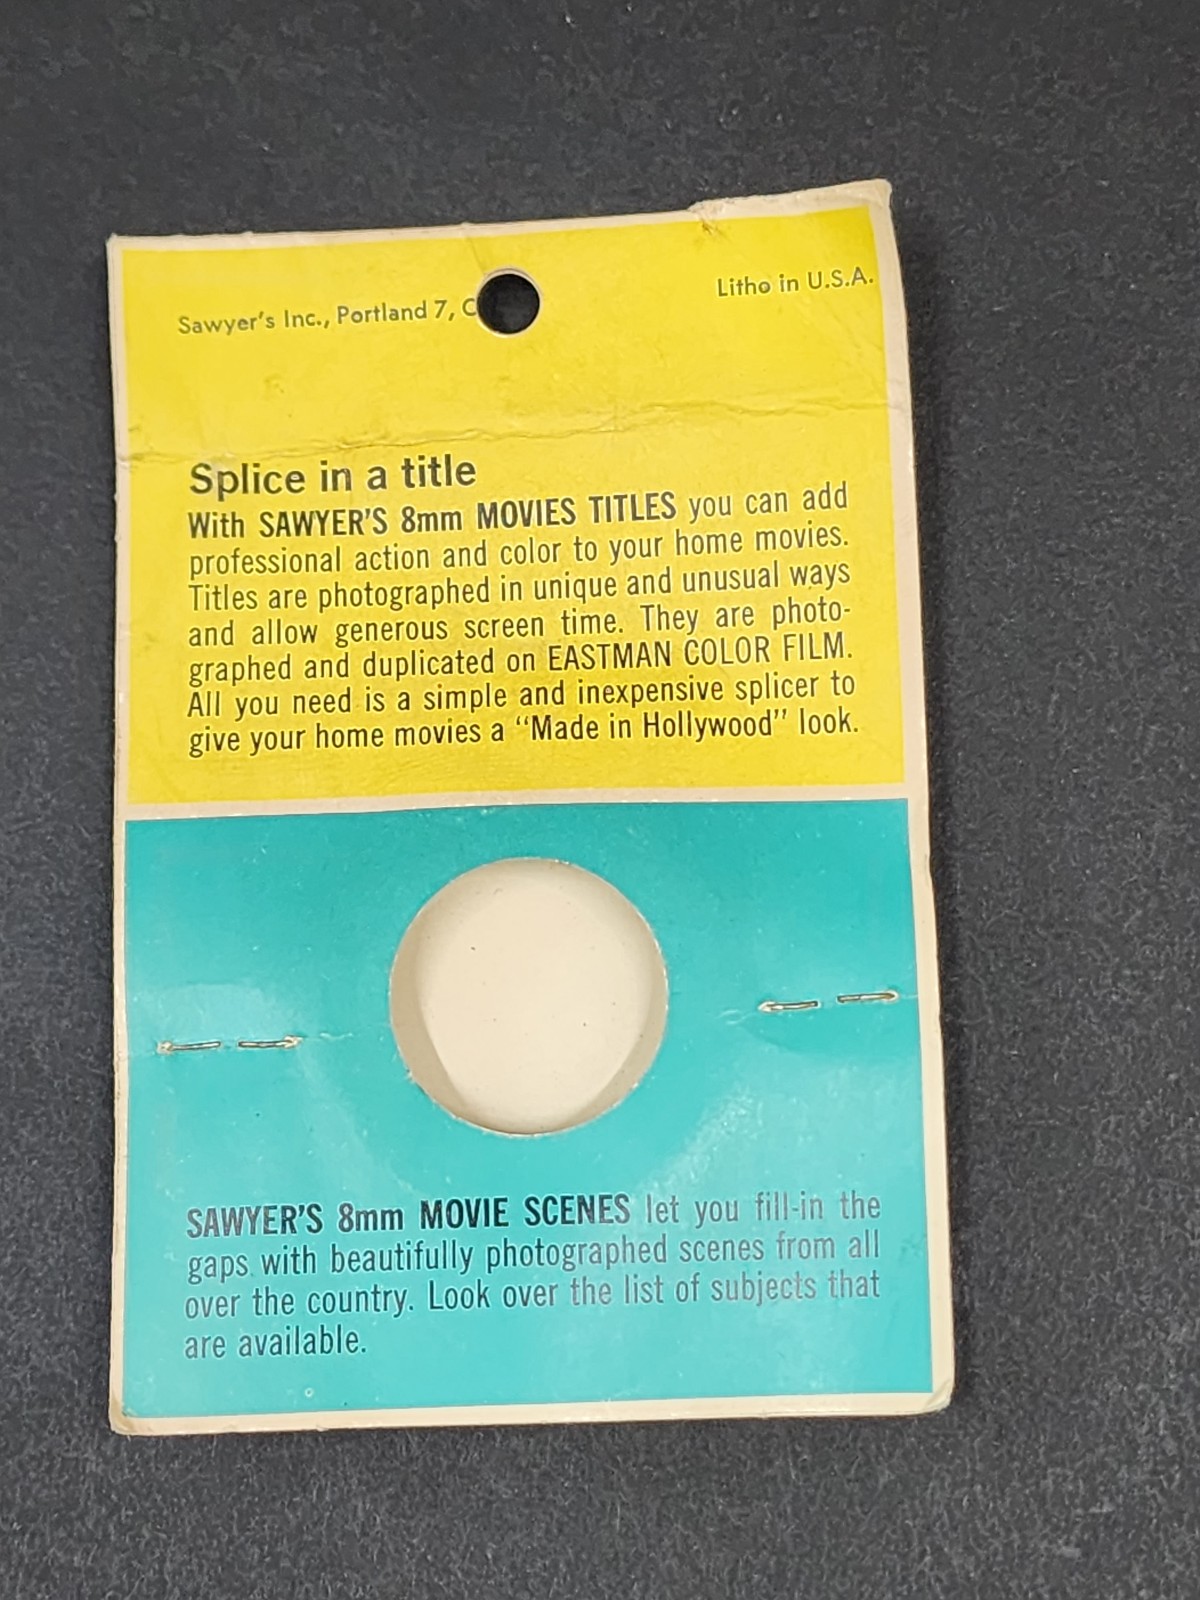 Sawyer's Inc., Portland 7,
Litho in U.S.A.
Splice in a title
With SAWYER'S 8mm MOVIES TITLES you can add
professional action and color to your home movies.
Titles are photographed in unique and unusual ways
and allow generous screen time. They are photo-
graphed and duplicated on EASTMAN COLOR FILM.
All you need is a simple and inexpensive splicer to
give your home movies a “Made in Hollywood” look.
SAWYER'S 8mm MOVIE SCENES let you fill-in the
gaps with beautifully photographed scenes from all
over the country. Look over the list of subjects that
are available.